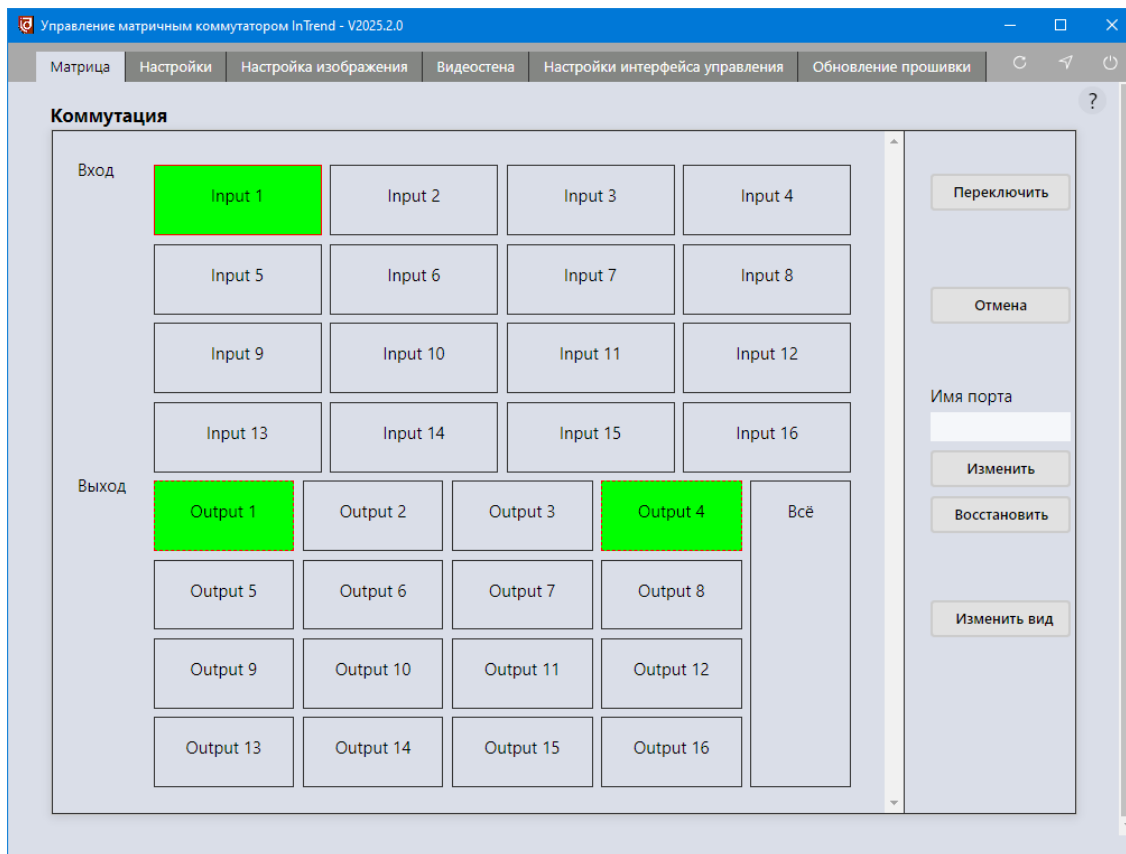 Управление матричным коммутатором InTrend - V2025.2.0
Матрица Настройки Настройка изображения Видеостена Настройки интерфейса управления Обновление прошивки
?
Коммутация
Вход
Input 1 Input 2 Input 3 Input 4
Input 5 Input 6 Input 7 Input 8
Input 9 Input 10 Input 11 Input 12
Input 13 Input 14 Input 15 Input 16
Выход
Output 1 Output 2 Output 3 Output 4 Всё
Output 5 Output 6 Output 7 Output 8
Output 9 Output 10 Output 11 Output 12
Output 13 Output 14 Output 15 Output 16
Переключить
Отмена
Имя порта
Изменить
Восстановить
Изменить вид